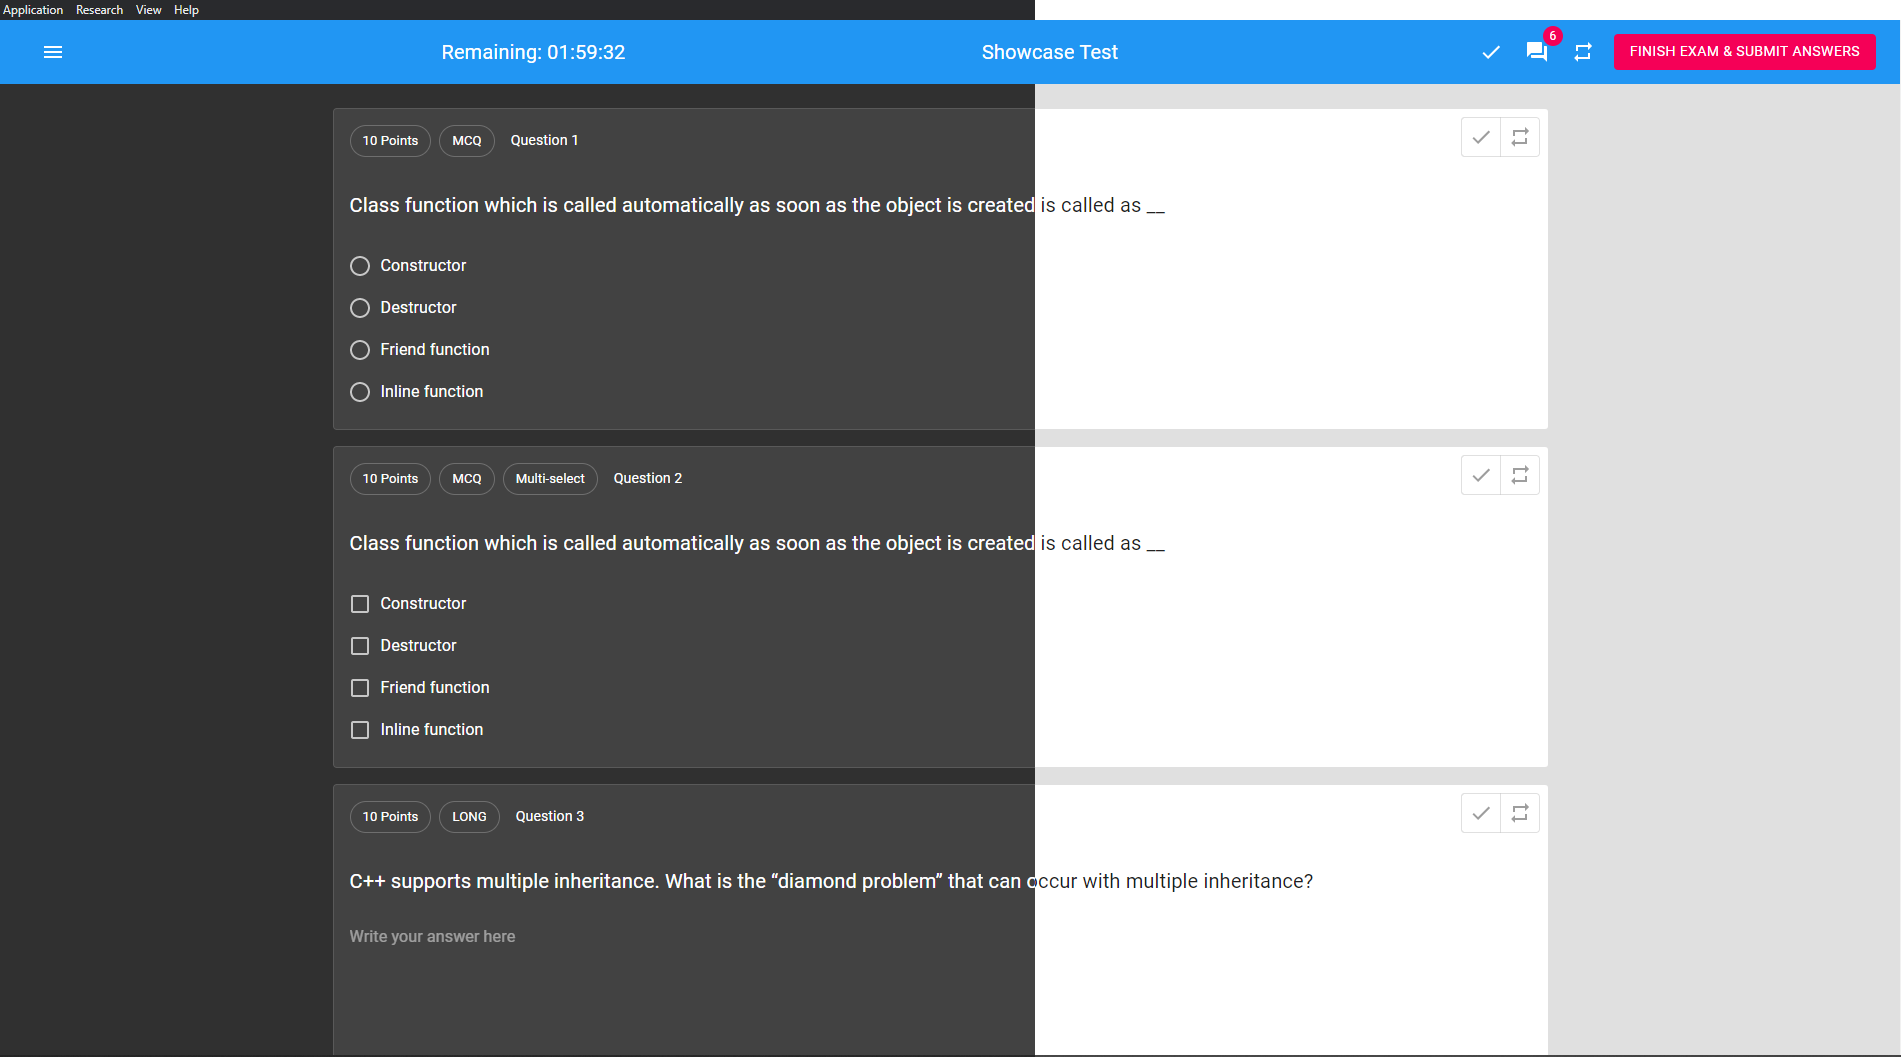 Application Research View Help
Remaining: 01:59:32 Showcase Test 6 FINISH EXAM & SUBMIT ANSWERS
10 Points MCQ Question 1
Class function which is called automatically as soon as the object is created is called as __
Constructor
Destructor
Friend function
Inline function
10 Points MCQ Multi-select Question 2
Class function which is called automatically as soon as the object is created is called as __
Constructor
Destructor
Friend function
Inline function
10 Points LONG Question 3
C++ supports multiple inheritance. What is the “diamond problem” that can occur with multiple inheritance?
Write your answer here